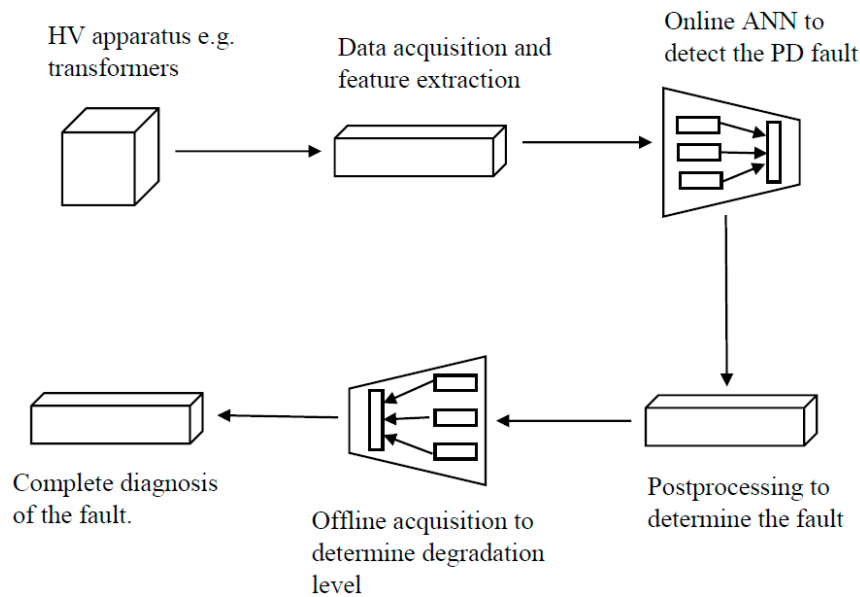 HV apparatus e.g.
transformers
Data acquisition and
feature extraction
Online ANN to
detect the PD fault
Postprocessing to
determine the fault
Offline acquisition to
determine degradation
level
Complete diagnosis
of the fault.